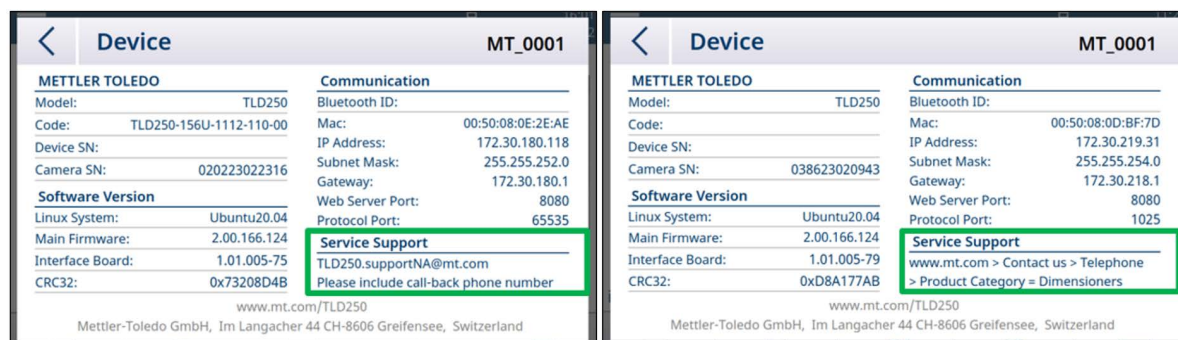 Device
MT_0001
METTLER TOLEDO
Model: TLD250
Code: TLD250-156U-1112-110-00
Device SN:
Camera SN: 020223022316
Software Version
Linux System: Ubuntu20.04
Main Firmware: 2.00.166.124
Interface Board: 1.01.005-75
CRC32: 0x73208D4B
Communication
Bluetooth ID:
Mac: 00:50:08:0E:2E:AE
IP Address: 172.30.180.118
Subnet Mask: 255.255.252.0
Gateway: 172.30.180.1
Web Server Port: 8080
Protocol Port: 65535
Service Support
TLD250.supportNA@mt.com
Please include call-back phone number
www.mt.com/TLD250
Mettler-Toledo GmbH, Im Langacher 44 CH-8606 Greifensee, Switzerland
Device
MT_0001
METTLER TOLEDO
Model: TLD250
Code:
Device SN:
Camera SN: 038623020943
Software Version
Linux System: Ubuntu20.04
Main Firmware: 2.00.166.124
Interface Board: 1.01.005-79
CRC32: 0xD8A177AB
Communication
Bluetooth ID:
Mac: 00:50:08:0D:BF:7D
IP Address: 172.30.219.31
Subnet Mask: 255.255.254.0
Gateway: 172.30.218.1
Web Server Port: 8080
Protocol Port: 1025
Service Support
www.mt.com > Contact us > Telephone
> Product Category = Dimensioners
www.mt.com/TLD250
Mettler-Toledo GmbH, Im Langacher 44 CH-8606 Greifensee, Switzerland